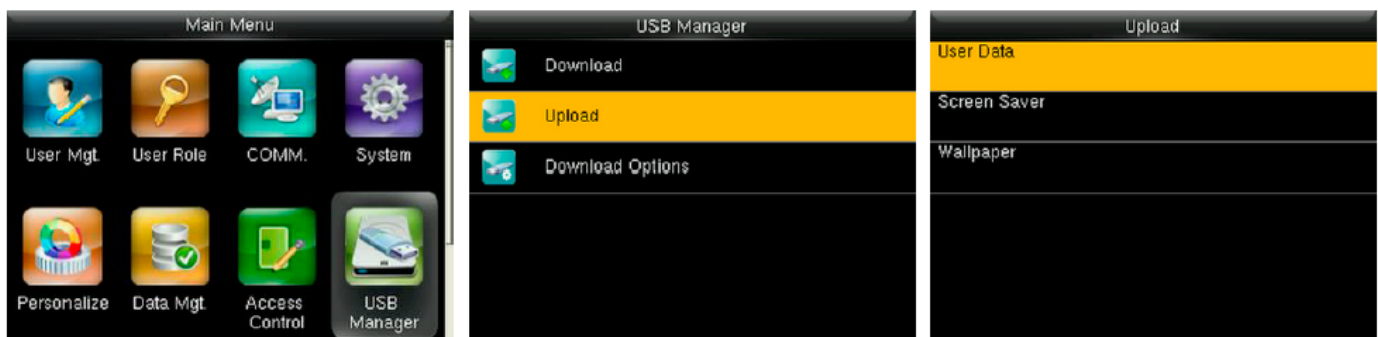 Main Menu
User Mgt.
User Role
COMM.
System
Personalize
Data Mgt.
Access
Control
USB
Manager
USB Manager
Download
Upload
Download Options
Upload
User Data
Screen Saver
Wallpaper